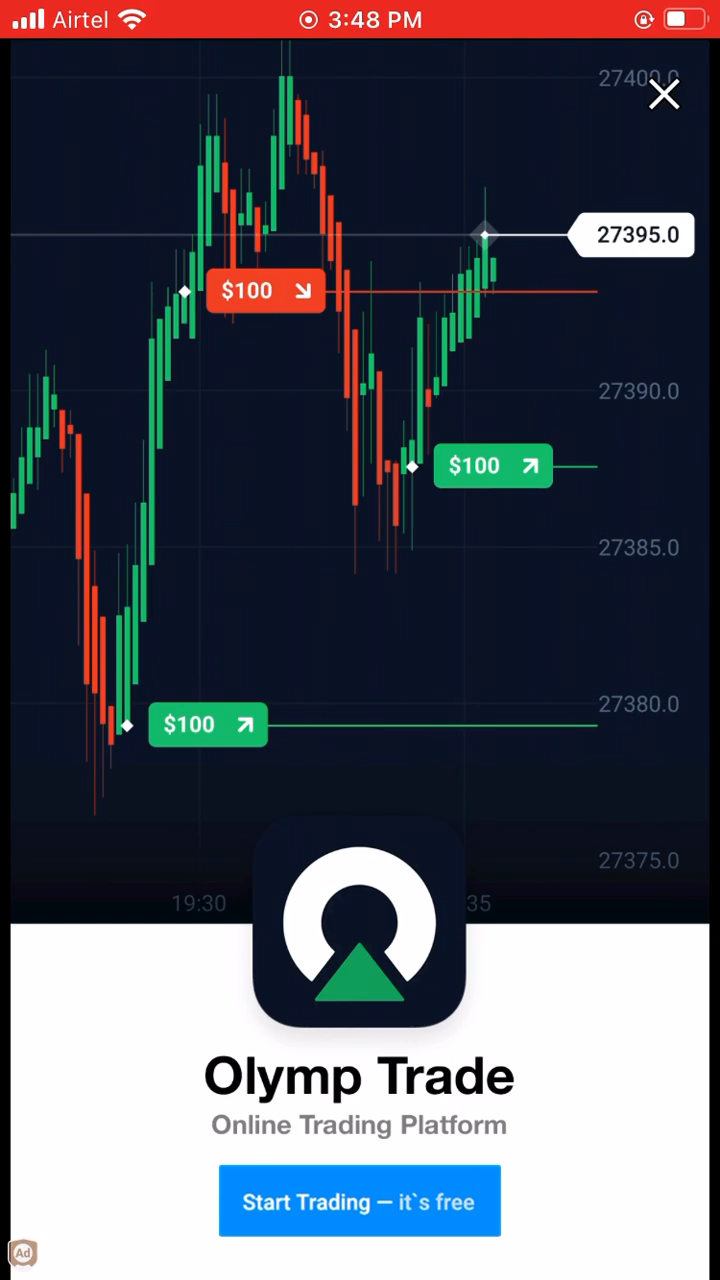 Airtel 3:48 PM
27400.0
27395.0
$100
27390.0
$100
27385.0
27380.0
$100
27375.0
19:30
35
Olymp Trade
Online Trading Platform
Start Trading — it`s free
Ad